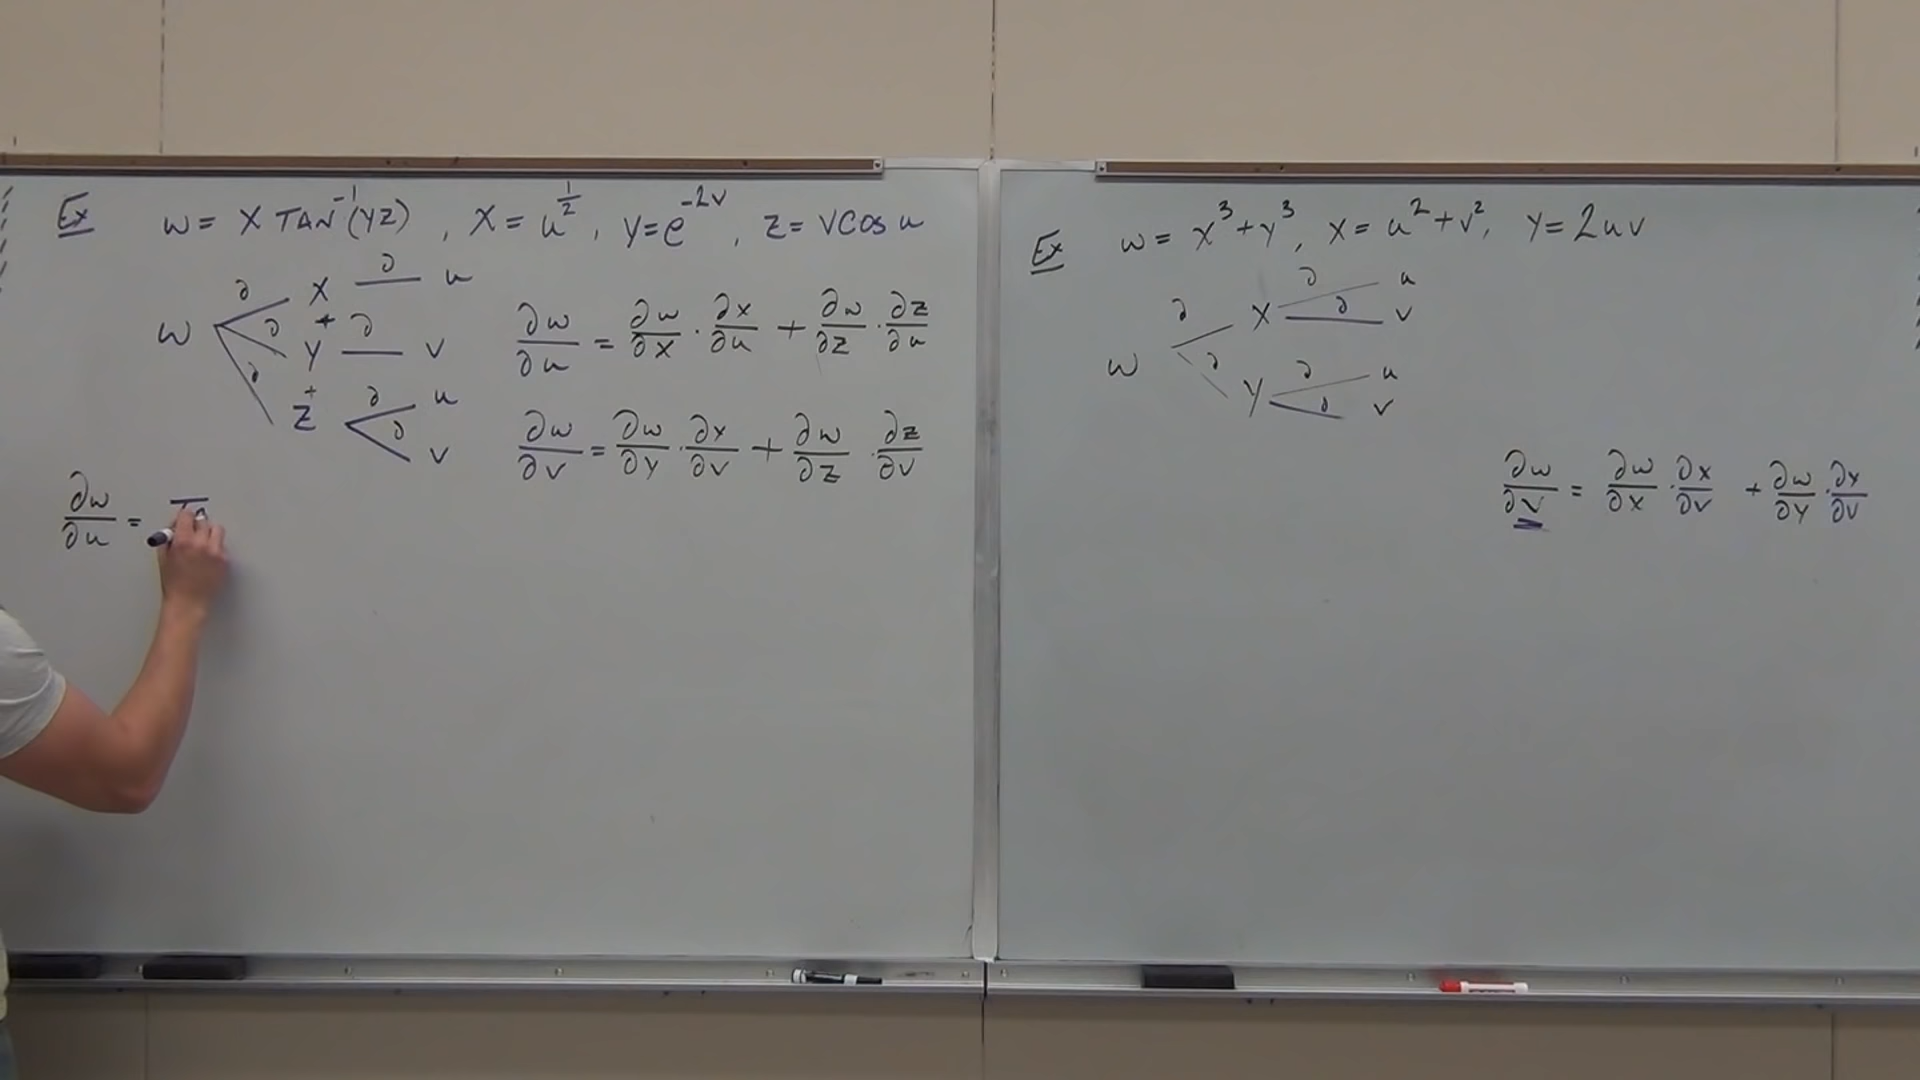 Ex w = x TAN⁻¹(yz), x = u^(1/2), y = e^(-2v), z = v cos u
∂ x ∂ u
w ∂ + y ∂ v
∂ + z ∂ u
∂ v
∂w/∂u = ∂w/∂x · ∂x/∂u + ∂w/∂z · ∂z/∂u
∂w/∂v = ∂w/∂y · ∂y/∂v + ∂w/∂z · ∂z/∂v
∂w/∂u =
Ex w = x³ + y³, x = u² + v², y = 2uv
∂ x ∂ u
∂ v
w ∂ y ∂ u
∂ v
∂w/∂v = ∂w/∂x · ∂x/∂v + ∂w/∂y · ∂y/∂v